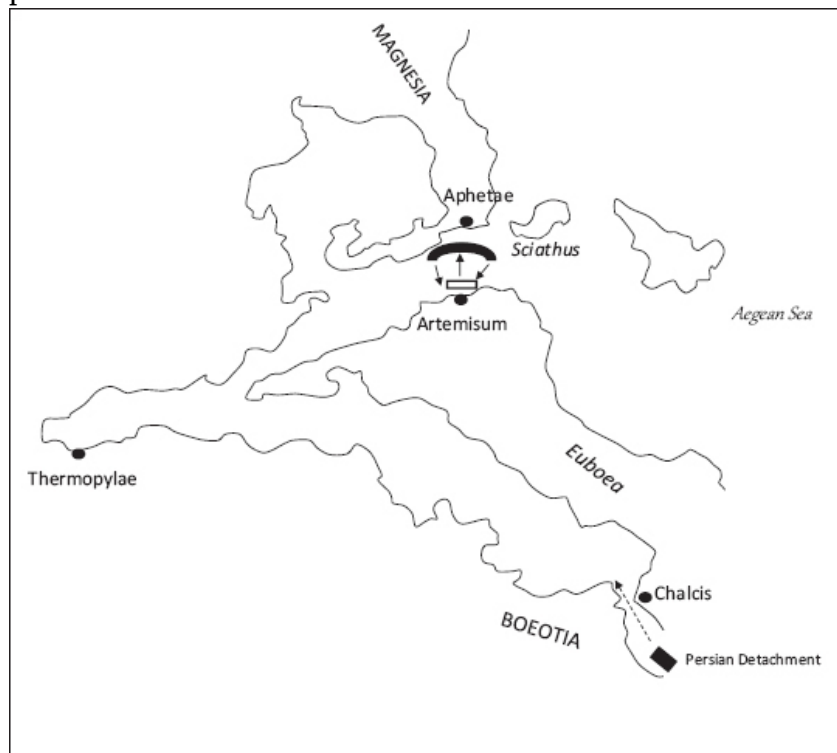 MAGNESIA
Aphetae
Sciathus
Aegean Sea
Artemisum
Euboea
Thermopylae
Chalcis
BOEOTIA
Persian Detachment